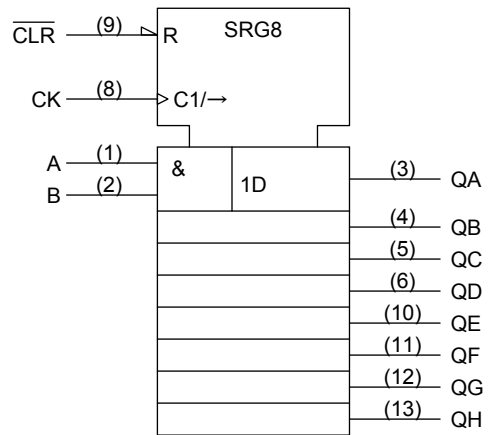 CLR (9) R SRG8
CK (8) C1/→
A (1) & 1D (3) QA
B (2)
(4) QB
(5) QC
(6) QD
(10) QE
(11) QF
(12) QG
(13) QH